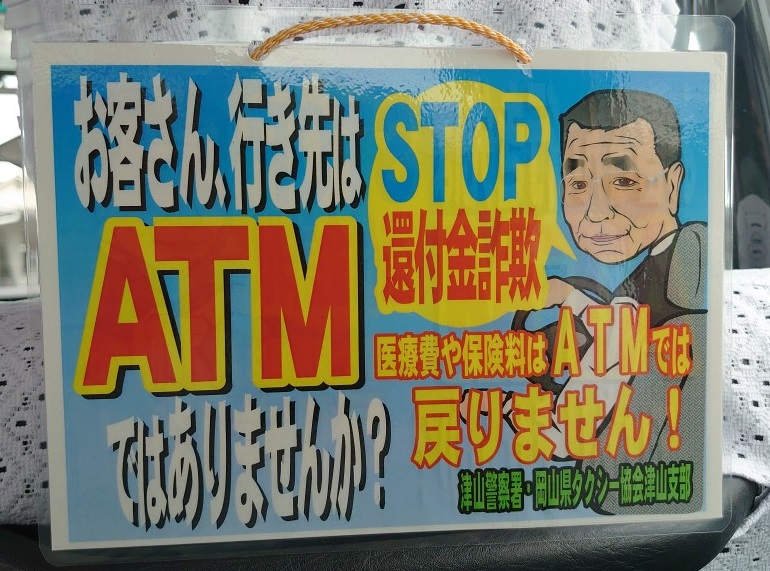 お客さん、行き先は
ATM
ではありませんか?
STOP
還付金詐欺
医療費や保険料はATMでは
戻りません!
津山警察署・岡山県タクシー協会津山支部